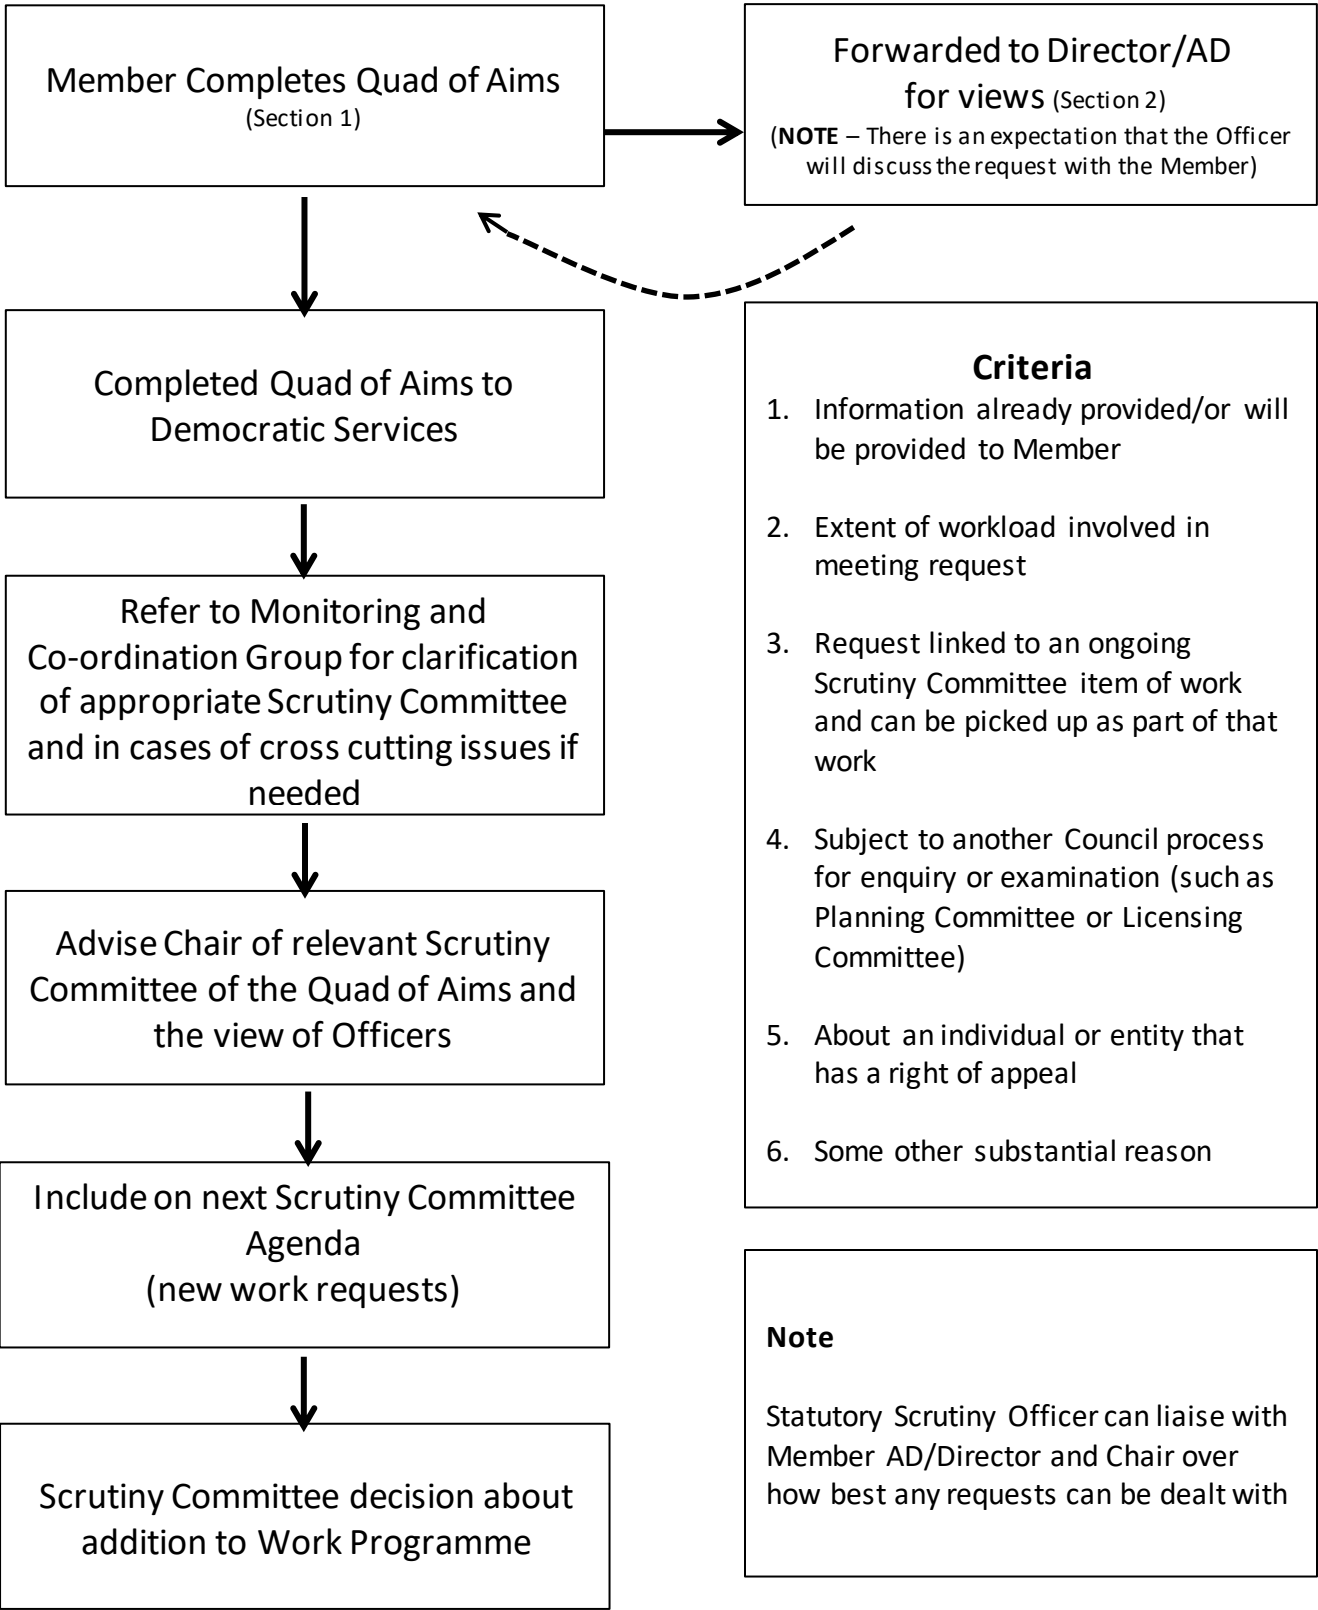 Member Completes Quad of Aims
(Section 1)
Forwarded to Director/AD
for views (Section 2)
(NOTE – There is an expectation that the Officer
will discuss the request with the Member)
Completed Quad of Aims to
Democratic Services
Refer to Monitoring and
Co-ordination Group for clarification
of appropriate Scrutiny Committee
and in cases of cross cutting issues if
needed
Advise Chair of relevant Scrutiny
Committee of the Quad of Aims and
the view of Officers
Include on next Scrutiny Committee
Agenda
(new work requests)
Scrutiny Committee decision about
addition to Work Programme
Criteria
1. Information already provided/or will
be provided to Member
2. Extent of workload involved in
meeting request
3. Request linked to an ongoing
Scrutiny Committee item of work
and can be picked up as part of that
work
4. Subject to another Council process
for enquiry or examination (such as
Planning Committee or Licensing
Committee)
5. About an individual or entity that
has a right of appeal
6. Some other substantial reason
Note
Statutory Scrutiny Officer can liaise with
Member AD/Director and Chair over
how best any requests can be dealt with